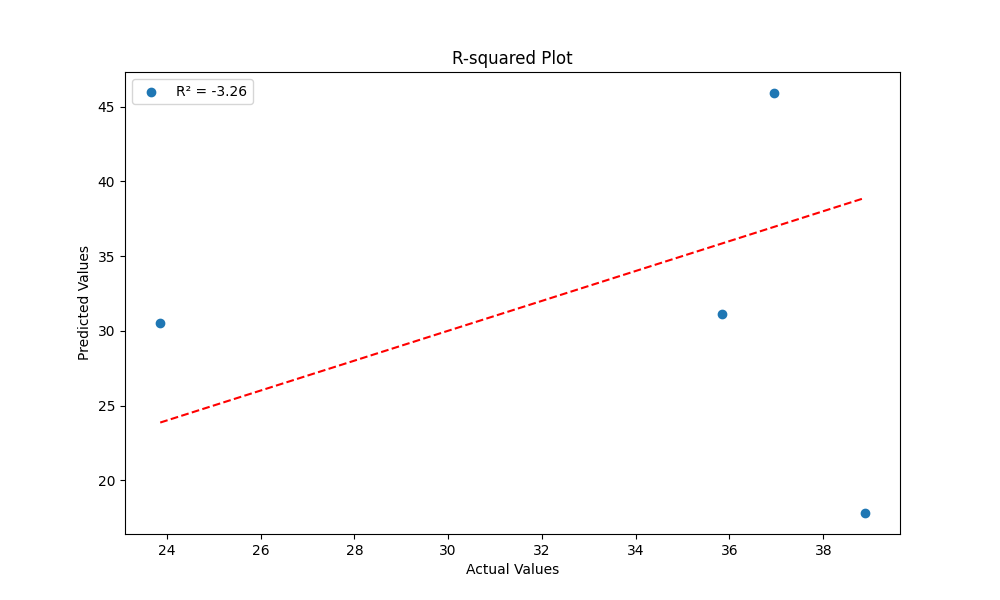 R-squared Plot
R² = -3.26
45
40
35
30
25
20
Predicted Values
24 26 28 30 32 34 36 38
Actual Values